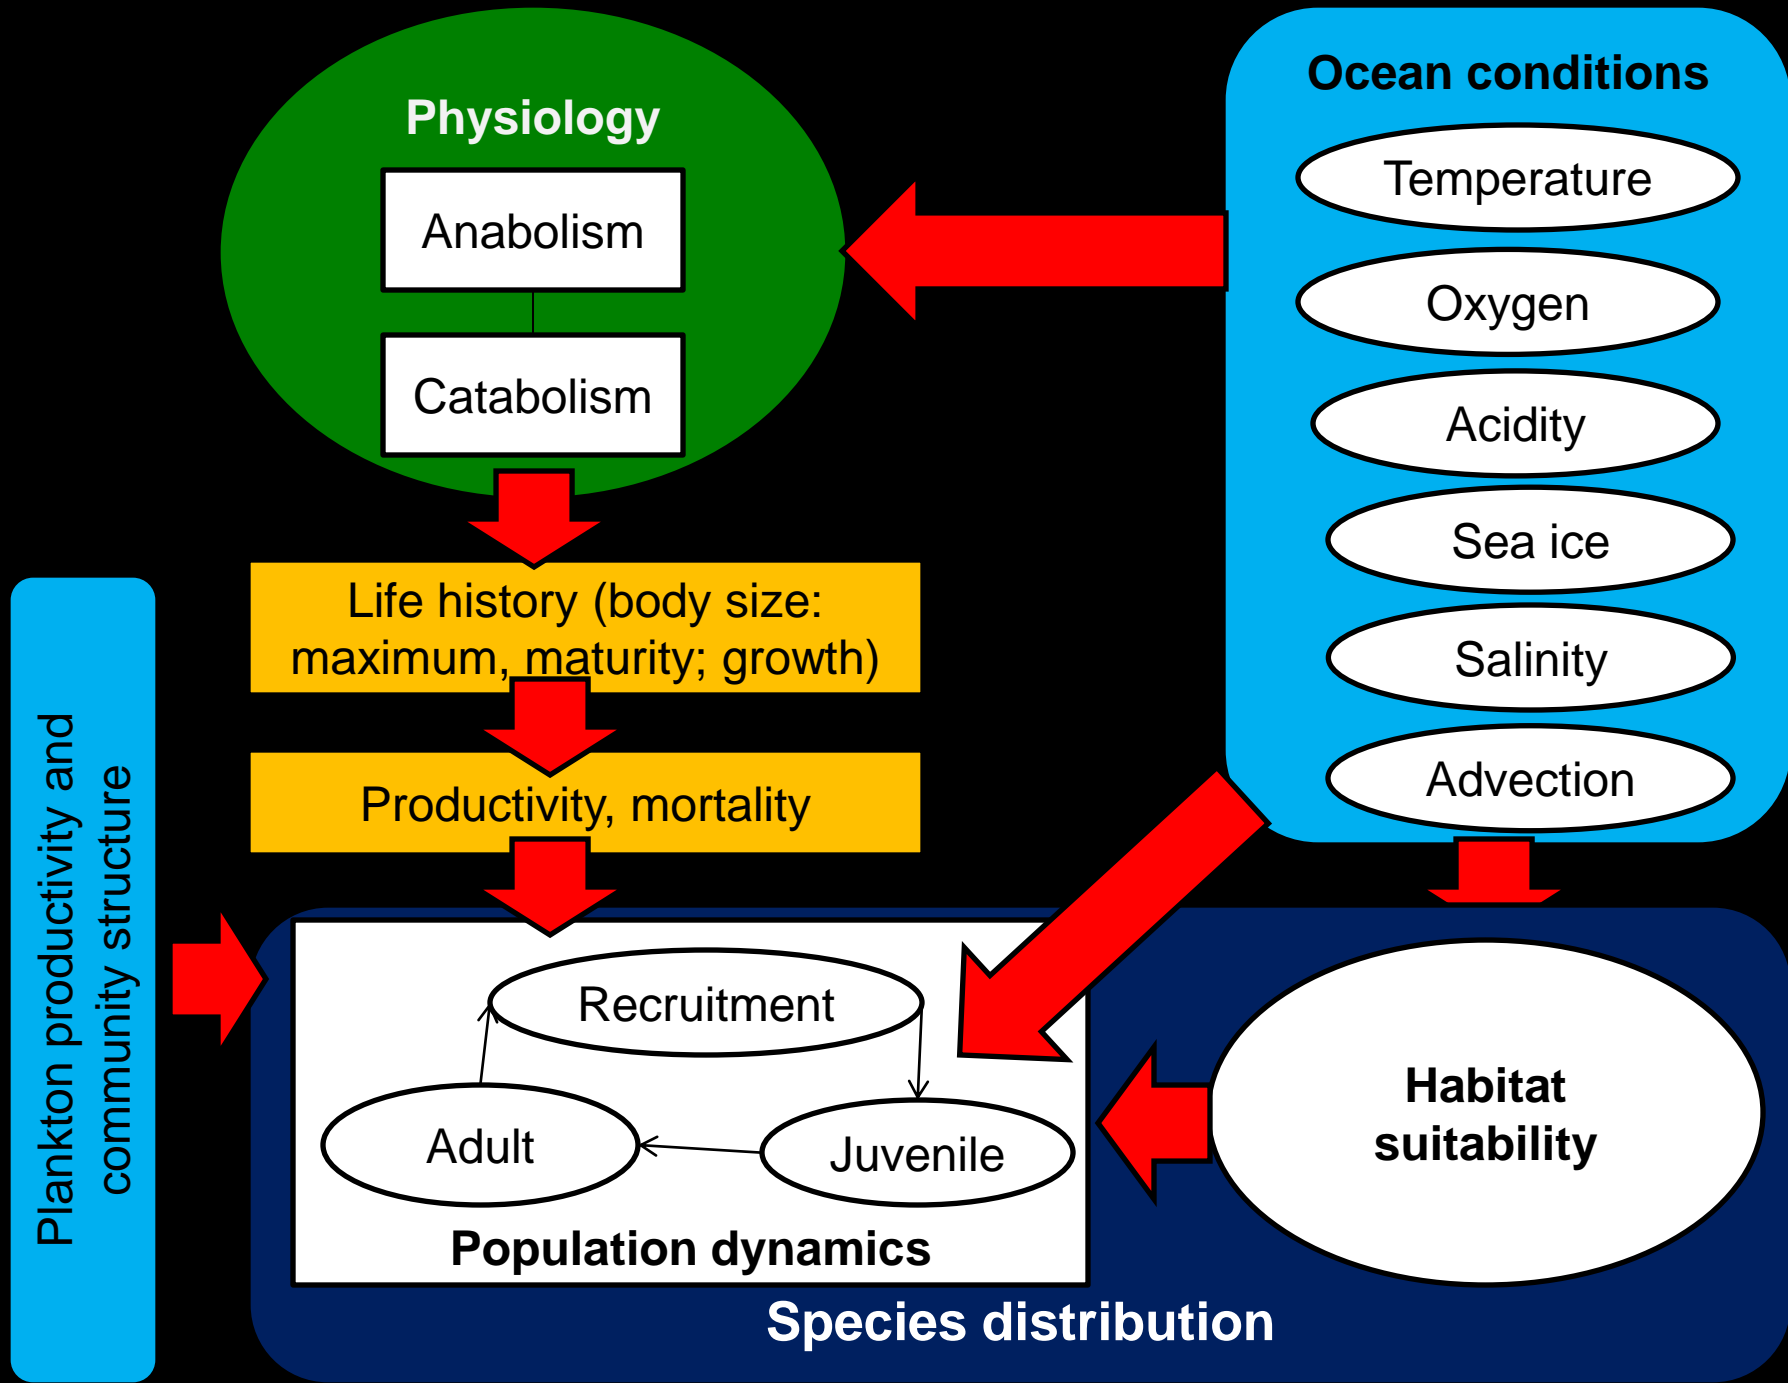 Physiology
Anabolism
Catabolism
Ocean conditions
Temperature
Oxygen
Acidity
Sea ice
Salinity
Advection
Life history (body size:
maximum, maturity; growth)
Productivity, mortality
Plankton productivity and
community structure
Recruitment
Adult
Juvenile
Population dynamics
Habitat
suitability
Species distribution